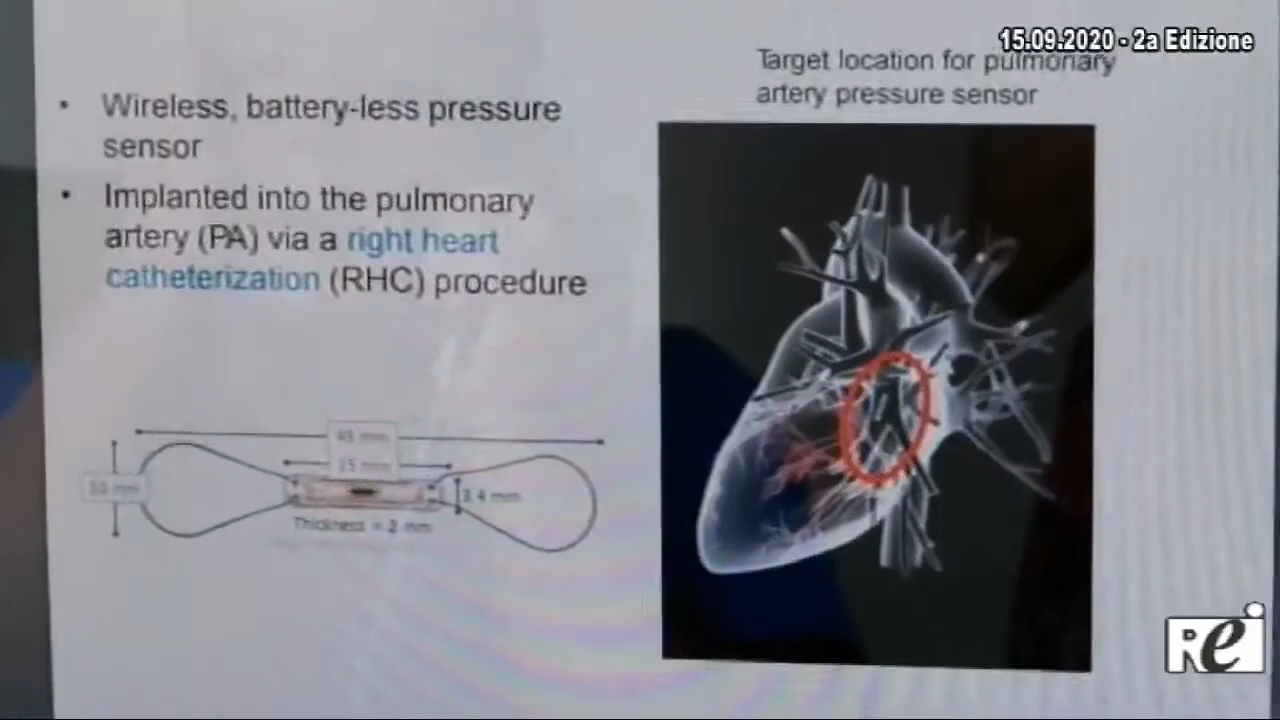 15.09.2020 - 2a Edizione
Target location for pulmonary
artery pressure sensor
• Wireless, battery-less pressure
sensor
• Implanted into the pulmonary
artery (PA) via a right heart
catheterization (RHC) procedure
45 mm
15 mm
10 mm
3.4 mm
Thickness = 2 mm
Rei